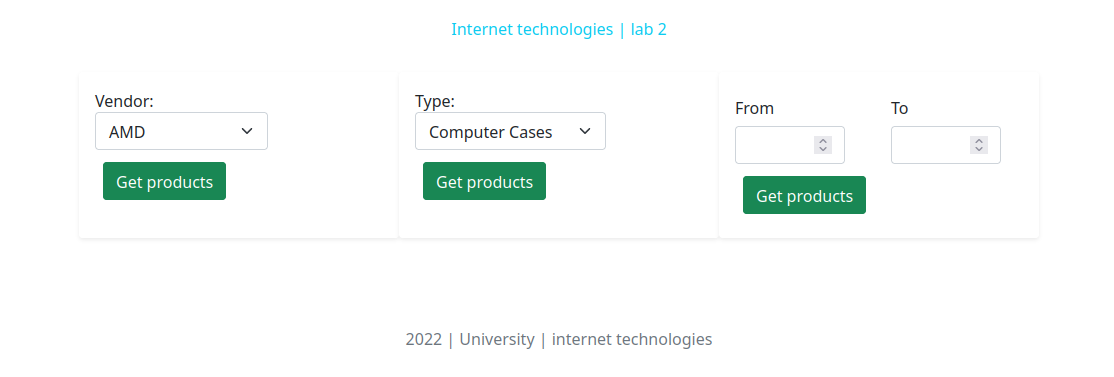 Internet technologies | lab 2
Vendor:
AMD
Get products
Type:
Computer Cases
Get products
From
To
Get products
2022 | University | internet technologies